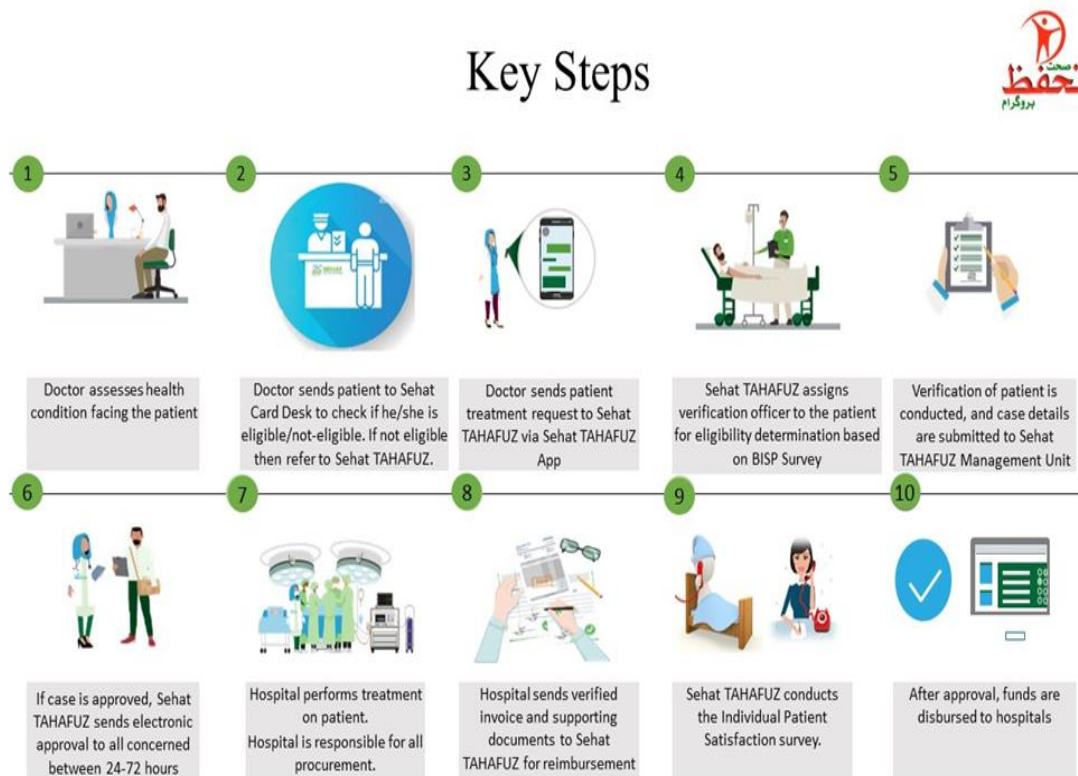 Key Steps
صحت
تحفظ
پروگرام
1
2
3
4
5
Doctor assesses health
condition facing the patient
Doctor sends patient to Sehat
Card Desk to check if he/she is
eligible/not-eligible. If not eligible
then refer to Sehat TAHAFUZ.
Doctor sends patient
treatment request to Sehat
TAHAFUZ via Sehat TAHAFUZ
App
Sehat TAHAFUZ assigns
verification officer to the patient
for eligibility determination based
on BISP Survey
Verification of patient is
conducted, and case details
are submitted to Sehat
TAHAFUZ Management Unit
6
7
8
9
10
If case is approved, Sehat
TAHAFUZ sends electronic
approval to all concerned
between 24-72 hours
Hospital performs treatment
on patient.
Hospital is responsible for all
procurement.
Hospital sends verified
invoice and supporting
documents to Sehat
TAHAFUZ for reimbursement
Sehat TAHAFUZ conducts
the Individual Patient
Satisfaction survey.
After approval, funds are
disbursed to hospitals